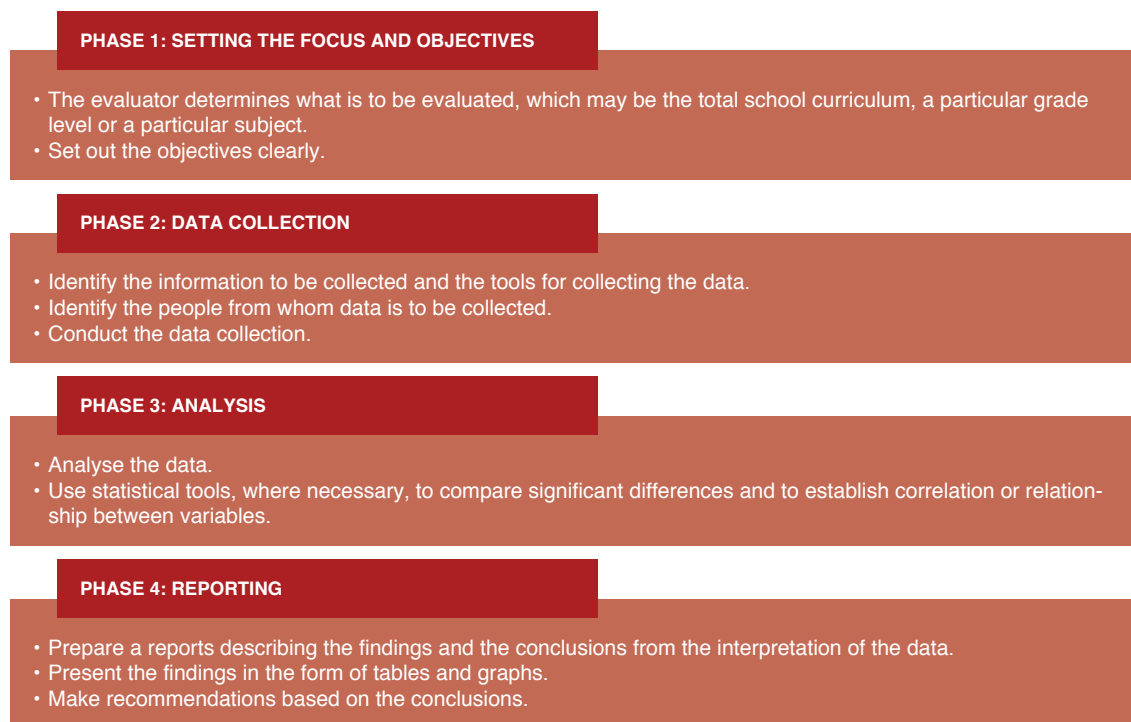 PHASE 1: SETTING THE FOCUS AND OBJECTIVES
• The evaluator determines what is to be evaluated, which may be the total school curriculum, a particular grade
level or a particular subject.
• Set out the objectives clearly.
PHASE 2: DATA COLLECTION
• Identify the information to be collected and the tools for collecting the data.
• Identify the people from whom data is to be collected.
• Conduct the data collection.
PHASE 3: ANALYSIS
• Analyse the data.
• Use statistical tools, where necessary, to compare significant differences and to establish correlation or relation-
ship between variables.
PHASE 4: REPORTING
• Prepare a reports describing the findings and the conclusions from the interpretation of the data.
• Present the findings in the form of tables and graphs.
• Make recommendations based on the conclusions.